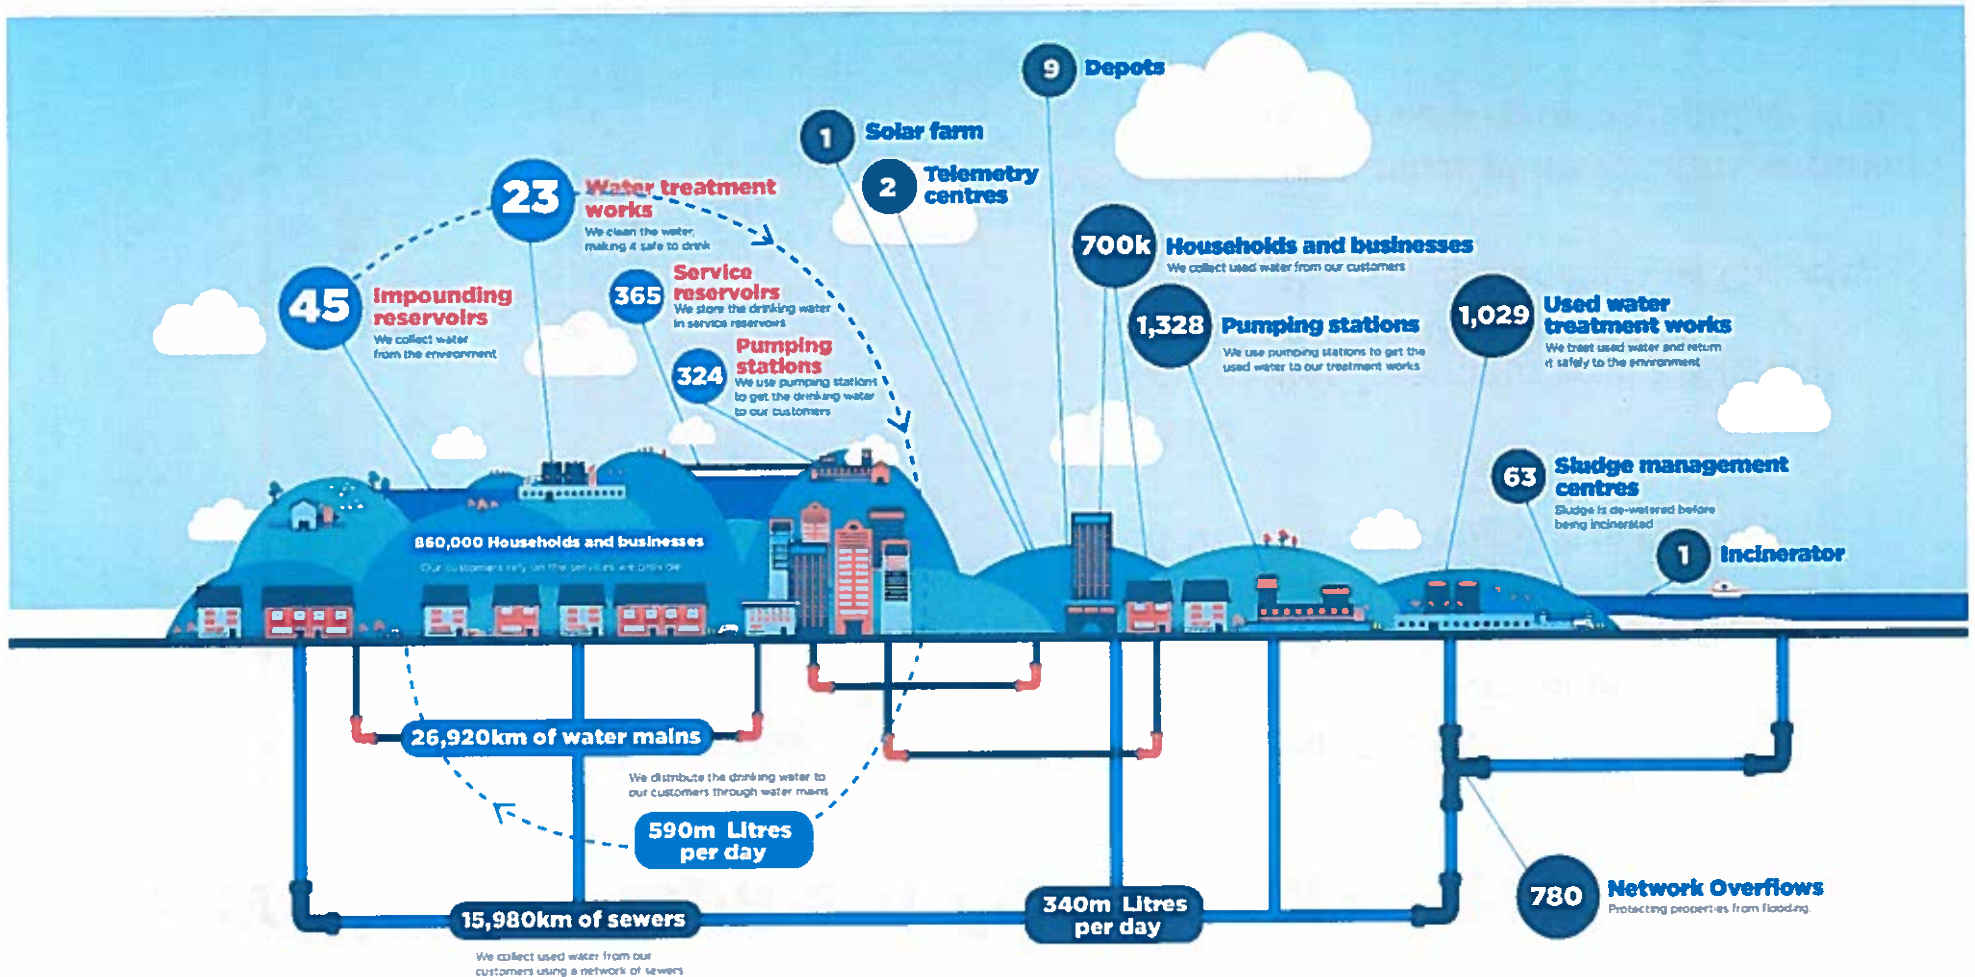 9
Depots
1
Solar farm
2
Telemetry
centres
23
Water treatment
works
We clean the water,
making it safe to drink
45
Impounding
reservoirs
We collect water
from the environment
365
Service
reservoirs
We store the drinking water
in service reservoirs
324
Pumping
stations
We use pumping stations
to get the drinking water
to our customers
700k
Households and businesses
We collect used water from our customers
1,328
Pumping stations
We use pumping stations to get the
used water to our treatment works
1,029
Used water
treatment works
We treat used water and return
it safely to the environment
63
Sludge management
centres
Sludge is de-watered before
being incinerated
1
Incinerator
860,000 Households and businesses
Our customers rely on the services we provide
26,920km of water mains
We distribute the drinking water to
our customers through water mains
590m Litres
per day
15,980km of sewers
We collect used water from our
customers using a network of sewers
340m Litres
per day
780
Network Overflows
Protecting properties from flooding.